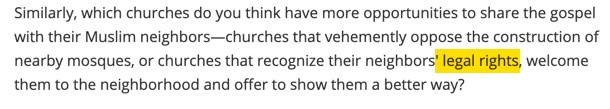 Similarly, which churches do you think have more opportunities to share the gospel
with their Muslim neighbors—churches that vehemently oppose the construction of
nearby mosques, or churches that recognize their neighbors' legal rights, welcome
them to the neighborhood and offer to show them a better way?